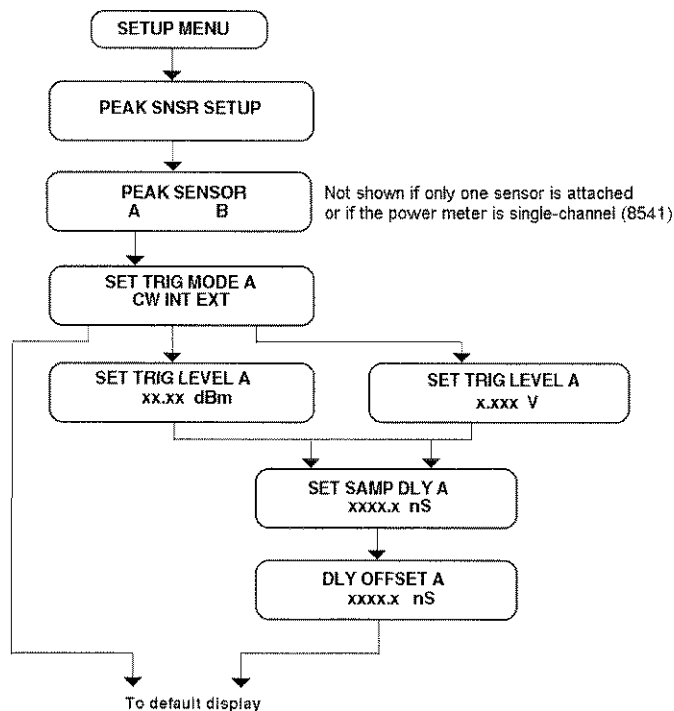 SETUP MENU
PEAK SNSR SETUP
PEAK SENSOR
A B
Not shown if only one sensor is attached
or if the power meter is single-channel (8541)
SET TRIG MODE A
CW INT EXT
SET TRIG LEVEL A
xx.xx dBm
SET TRIG LEVEL A
x.xxx V
SET SAMP DLY A
xxxx.x nS
DLY OFFSET A
xxxx.x nS
To default display